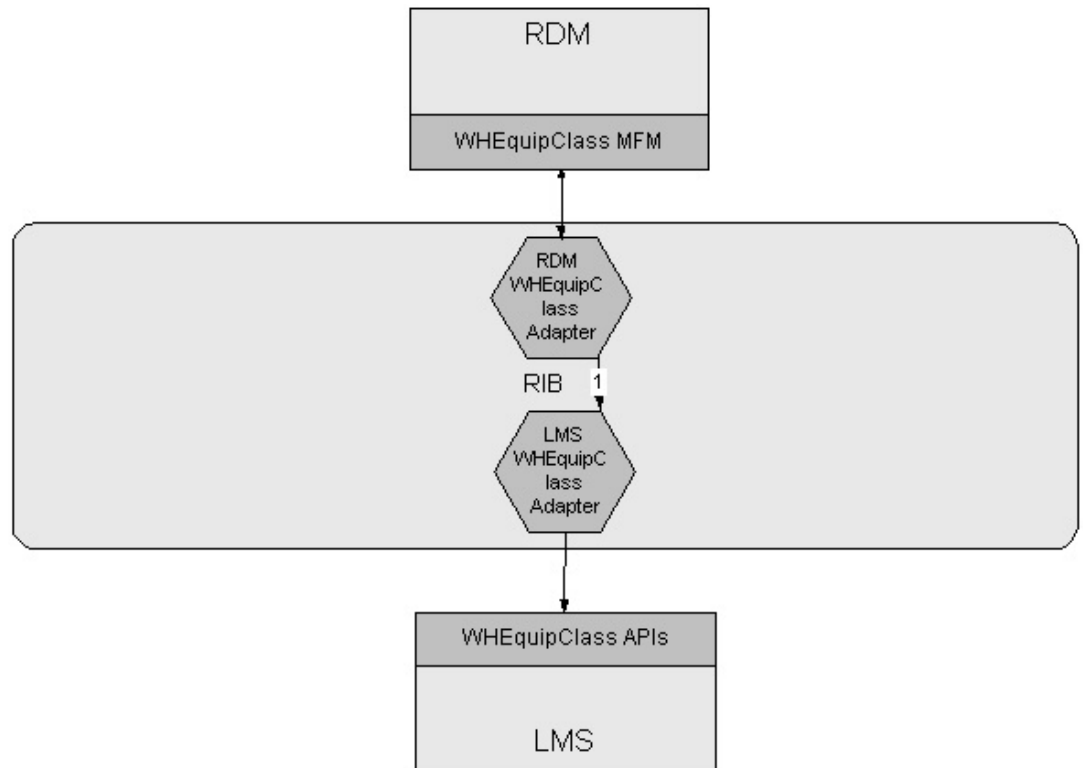 RDM
WHEquipClass MFM
RDM
WHEquipC
lass
Adapter
RIB
1
LMS
WHEquipC
lass
Adapter
WHEquipClass APIs
LMS